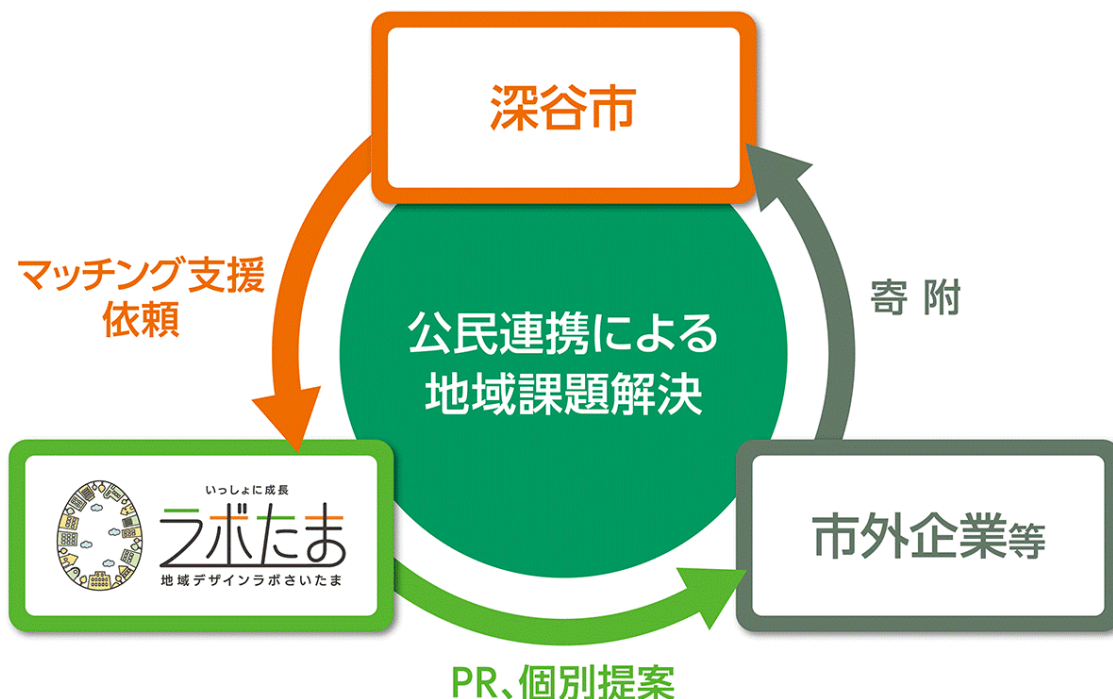 深谷市
マッチング支援
依頼
寄附
公民連携による
地域課題解決
いっしょに成長
ラボたま
地域デザインラボさいたま
市外企業等
PR、個別提案